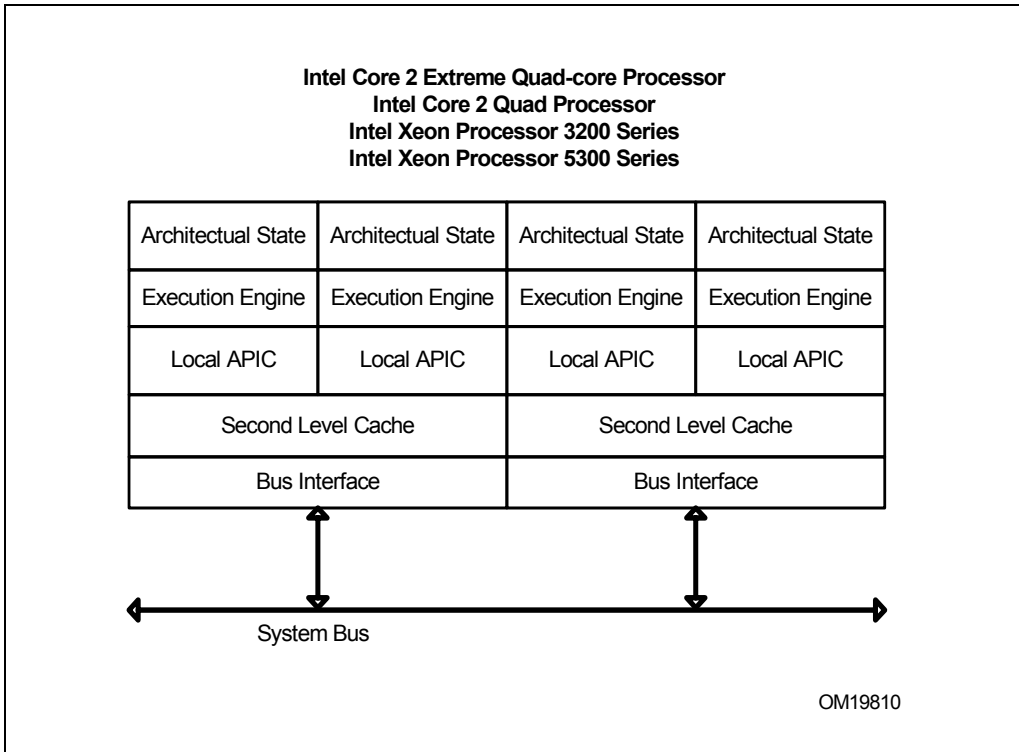 Intel Core 2 Extreme Quad-core Processor
Intel Core 2 Quad Processor
Intel Xeon Processor 3200 Series
Intel Xeon Processor 5300 Series
Architectual State Architectual State Architectual State Architectual State
Execution Engine Execution Engine Execution Engine Execution Engine
Local APIC Local APIC Local APIC Local APIC
Second Level Cache Second Level Cache
Bus Interface Bus Interface
System Bus
OM19810